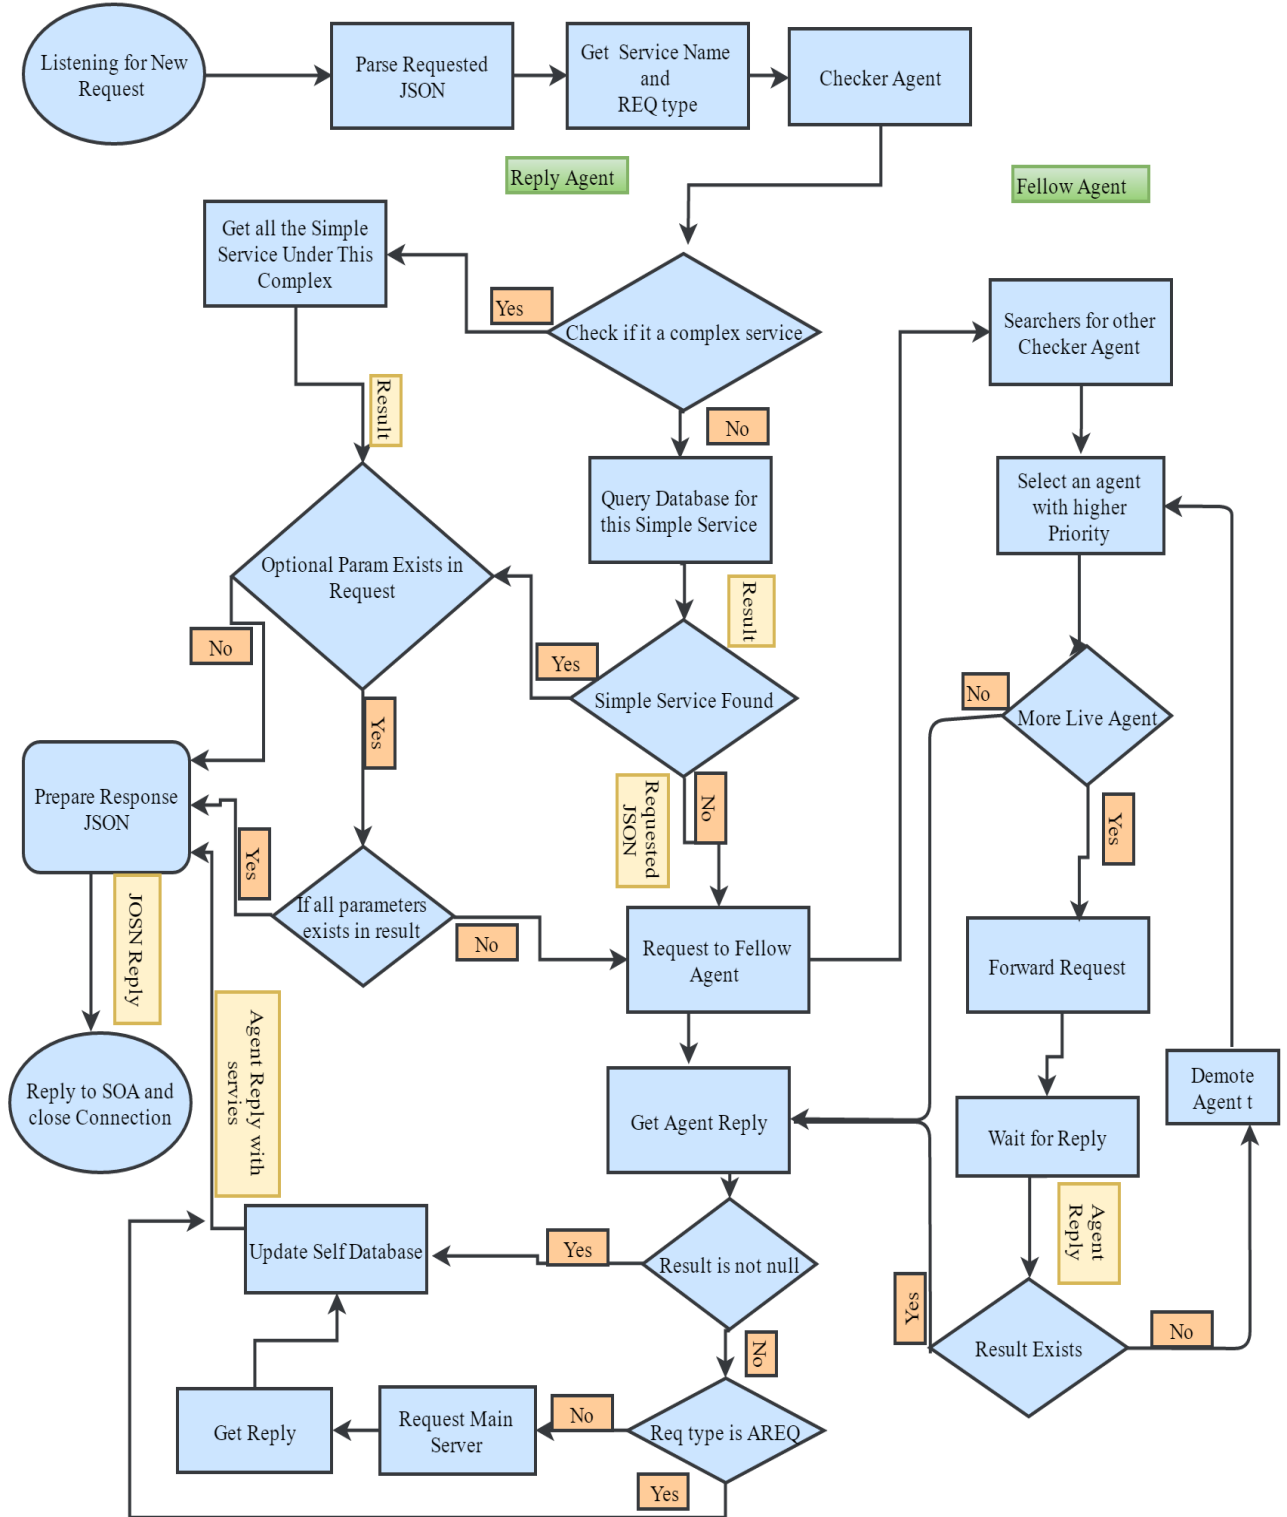 Listening for New
Request
Parse Requested
JSON
Get Service Name
and
REQ type
Checker Agent
Reply Agent
Fellow Agent
Get all the Simple
Service Under This
Complex
Yes
Check if it a complex service
Searchers for other
Checker Agent
Result
No
Query Database for
this Simple Service
Select an agent
with higher
Priority
Optional Param Exists in
Request
Result
No
Yes
Simple Service Found
No
More Live Agent
Yes
Prepare Response
JSON
Requested
JSON
No
Yes
Yes
If all parameters
exists in result
No
JOSN Reply
Request to Fellow
Agent
Forward Request
Agent Reply with
servies
Reply to SOA and
close Connection
Get Agent Reply
Wait for Reply
Demote
Agent t
Agent
Reply
Update Self Database
Yes
Result is not null
Yes
Result Exists
No
No
Get Reply
Request Main
Server
No
Req type is AREQ
Yes